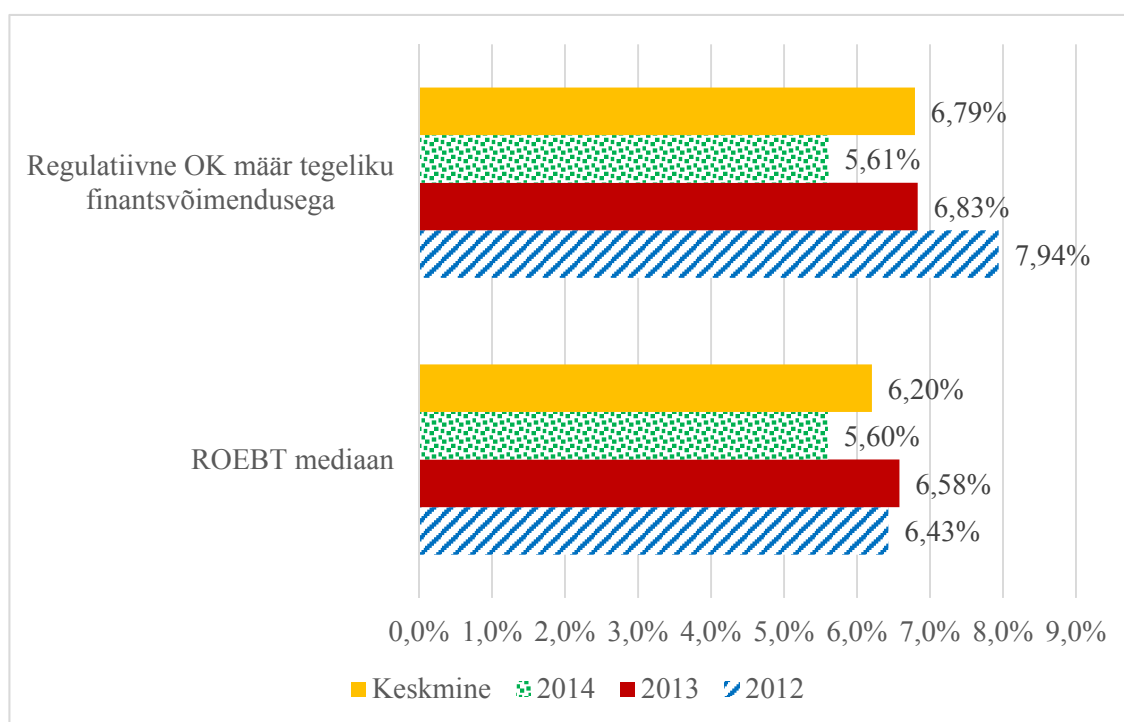 6,79%
Regulatiivne OK määr tegeliku
finantsvõimendusega
5,61%
6,83%
7,94%
6,20%
ROEBT mediaan
5,60%
6,58%
6,43%
0,0% 1,0% 2,0% 3,0% 4,0% 5,0% 6,0% 7,0% 8,0% 9,0%
Keskmine 2014 2013 2012